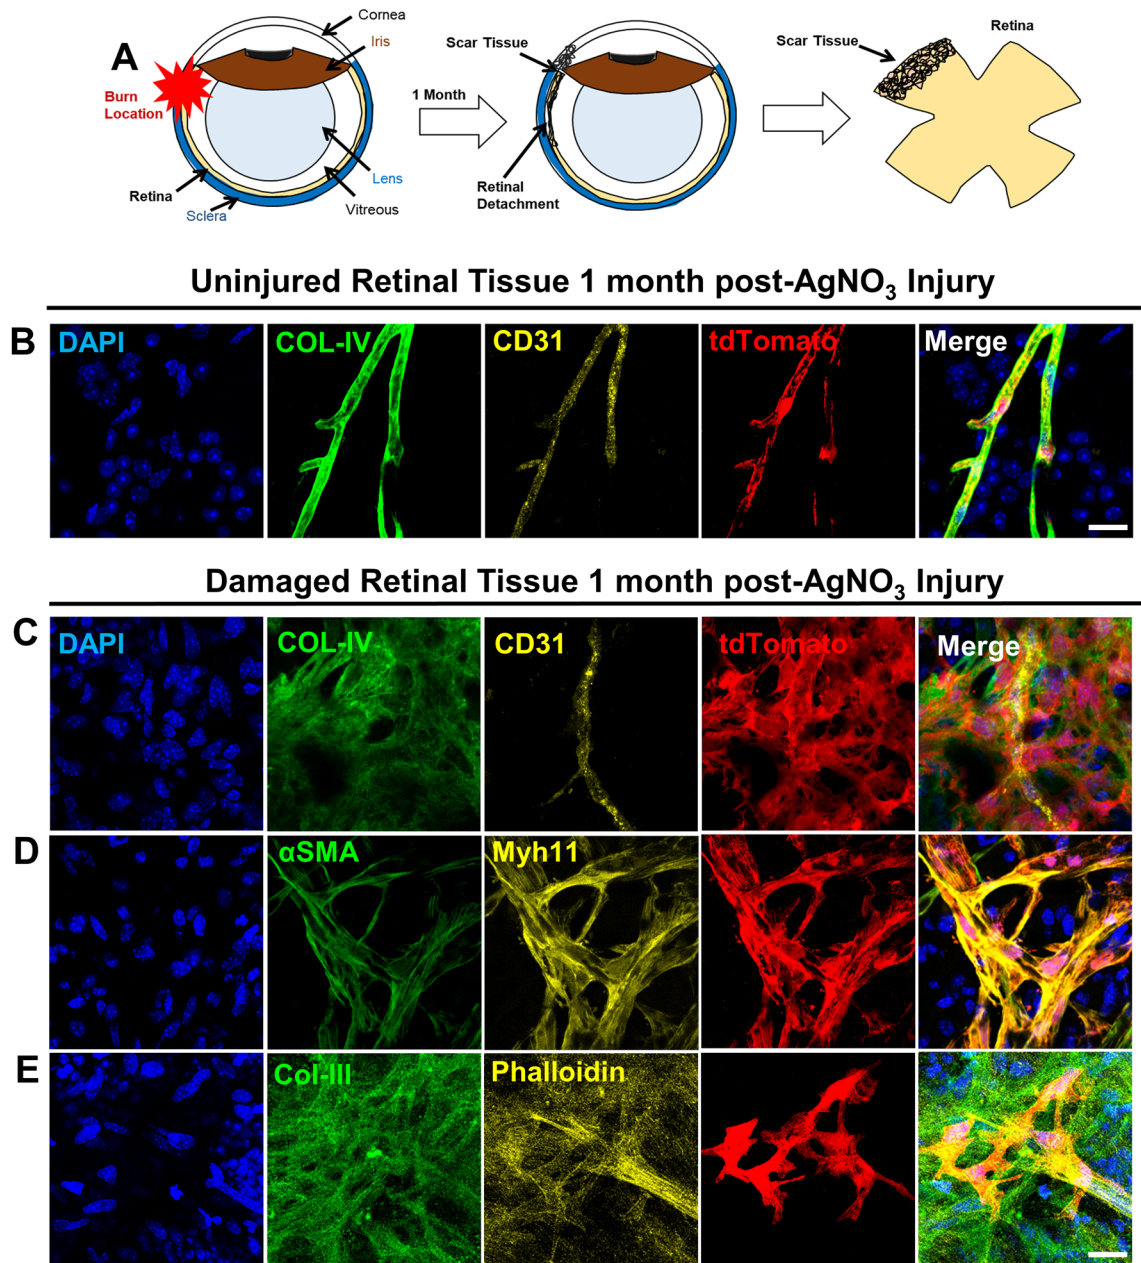 A
Cornea
Iris
Burn
Location
Retina
Sclera
Lens
Vitreous
1 Month
Scar Tissue
Retinal
Detachment
Scar Tissue
Retina
Uninjured Retinal Tissue 1 month post-AgNO₃ Injury
B
DAPI
COL-IV
CD31
tdTomato
Merge
Damaged Retinal Tissue 1 month post-AgNO₃ Injury
C
DAPI
COL-IV
CD31
tdTomato
Merge
D
αSMA
Myh11
E
Col-III
Phalloidin